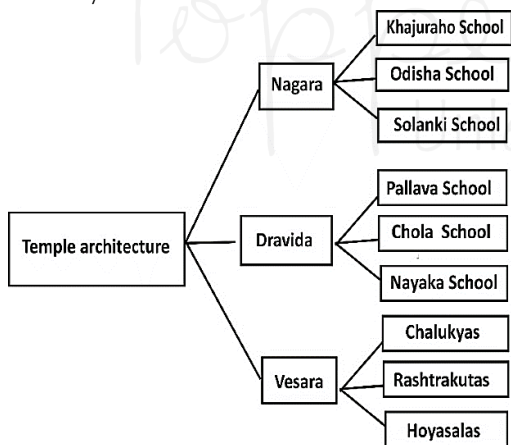 Temple architecture
Nagara
Khajuraho School
Odisha School
Solanki School
Dravida
Pallava School
Chola School
Nayaka School
Vesara
Chalukyas
Rashtrakutas
Hoyasalas